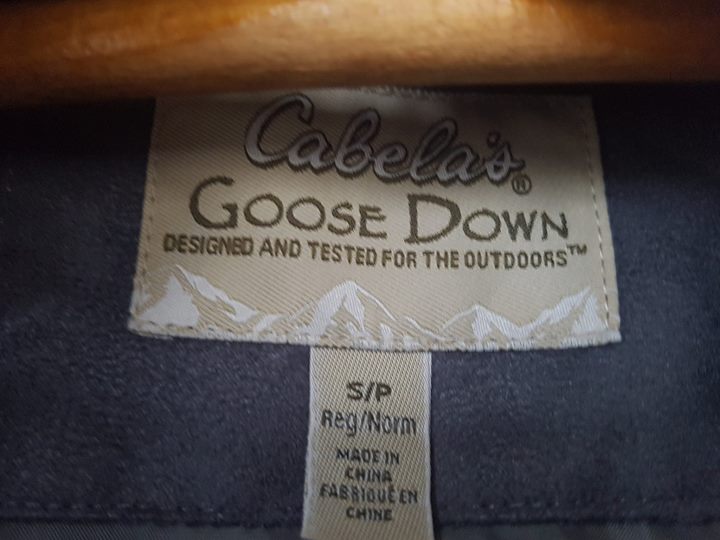 Cabela's®
GOOSE DOWN
DESIGNED AND TESTED FOR THE OUTDOORS™
S/P
Reg/Norm
MADE IN
CHINA
FABRIQUÉ EN
CHINE